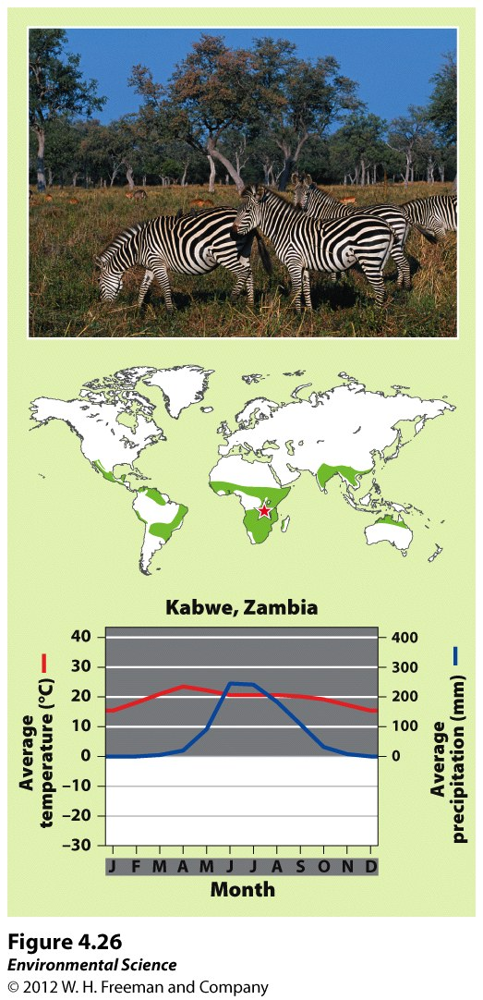 Kabwe, Zambia
40
30
20
10
0
–10
–20
–30
400
300
200
100
0
Average
temperature (°C)
Average
precipitation (mm)
J F M A M J J A S O N D
Month
Figure 4.26
Environmental Science
© 2012 W. H. Freeman and Company